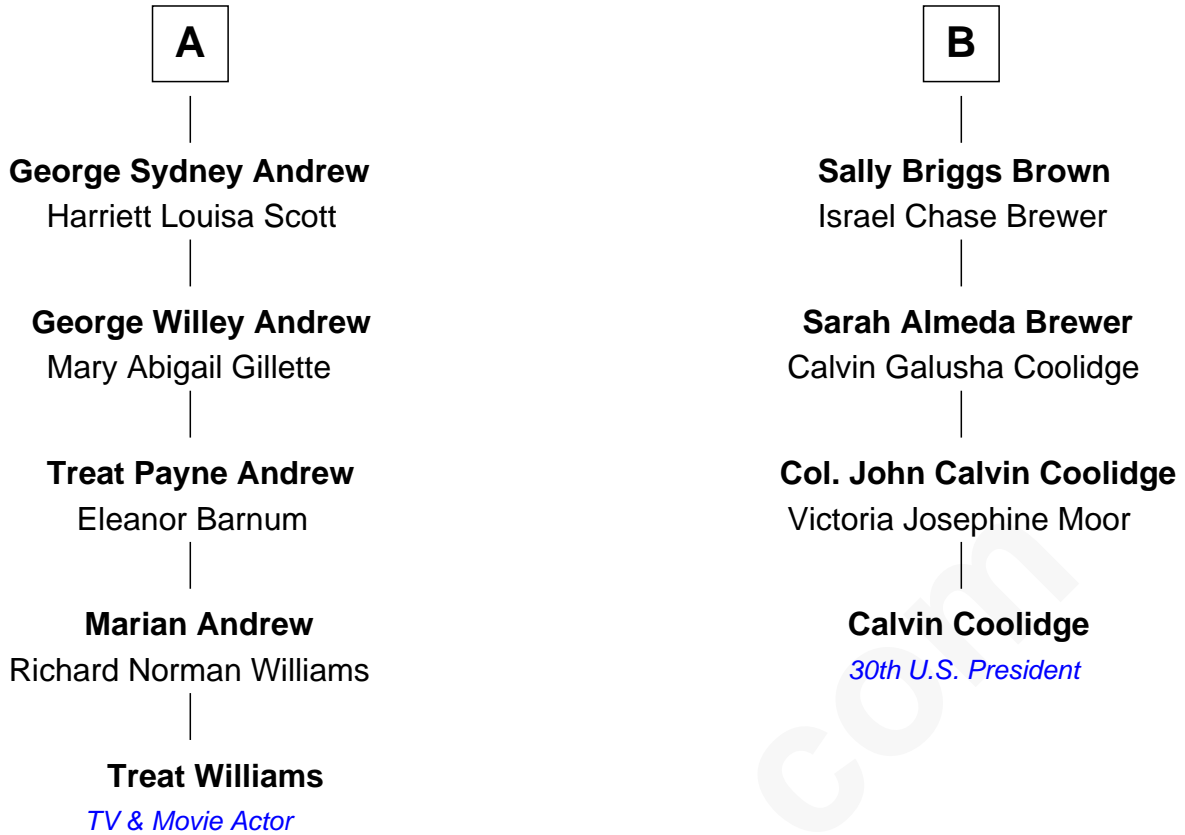 A
B
George Sydney Andrew
Harriett Louisa Scott
Sally Briggs Brown
Israel Chase Brewer
George Willey Andrew
Mary Abigail Gillette
Sarah Almeda Brewer
Calvin Galusha Coolidge
Treat Payne Andrew
Eleanor Barnum
Col. John Calvin Coolidge
Victoria Josephine Moor
Marian Andrew
Richard Norman Williams
Calvin Coolidge
30th U.S. President
Treat Williams
TV & Movie Actor
com